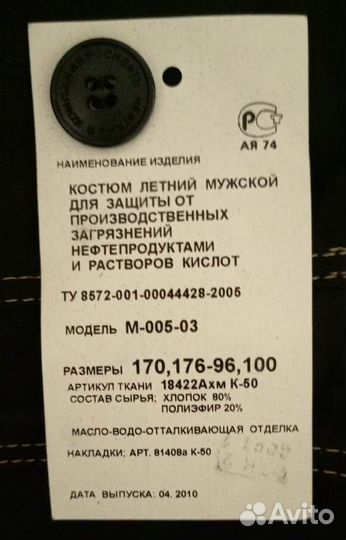 РОСНЕФТЬ
АЯ 74
НАИМЕНОВАНИЕ ИЗДЕЛИЯ
КОСТЮМ ЛЕТНИЙ МУЖСКОЙ
ДЛЯ ЗАЩИТЫ ОТ
ПРОИЗВОДСТВЕННЫХ
ЗАГРЯЗНЕНИЙ
НЕФТЕПРОДУКТАМИ
И РАСТВОРОВ КИСЛОТ
ТУ 8572-001-00044428-2005
МОДЕЛЬ М-005-03
РАЗМЕРЫ 170,176-96,100
АРТИКУЛ ТКАНИ 18422Ахм К-50
СОСТАВ СЫРЬЯ: ХЛОПОК 80%
ПОЛИЭФИР 20%
МАСЛО-ВОДО-ОТТАЛКИВАЮЩАЯ ОТДЕЛКА
НАКЛАДКИ: АРТ. 81408а К-50
ДАТА ВЫПУСКА: 04. 2010
Avito